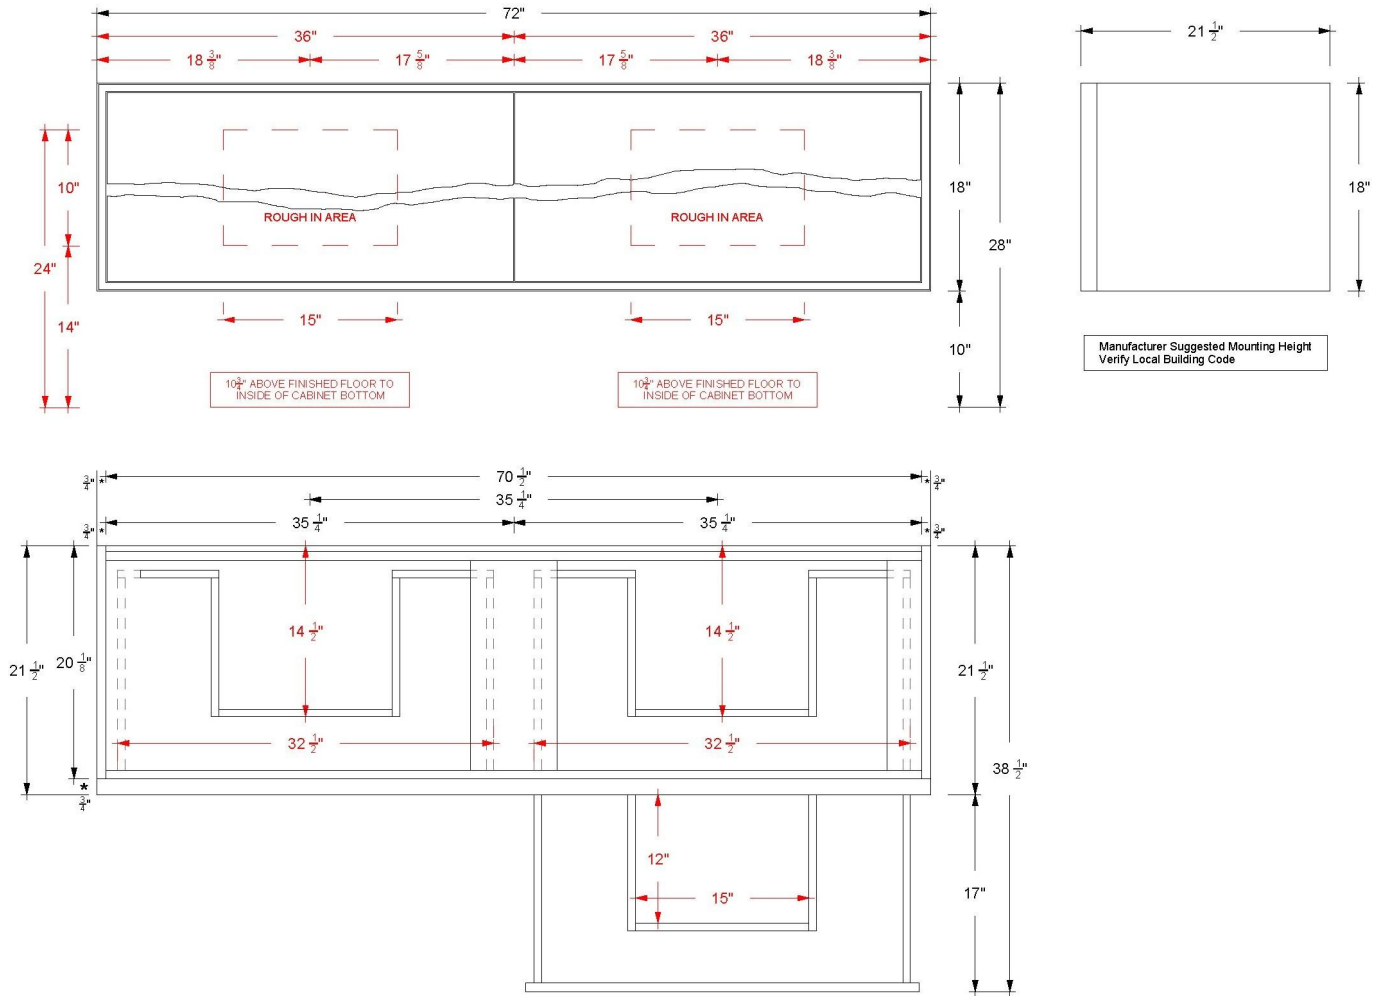 72"
36" 36"
18 3/8" 17 5/8" 17 5/8" 18 3/8"
21 1/2"
10" 18" 18"
ROUGH IN AREA ROUGH IN AREA
24" 28"
14" 15" 15"
10"
Manufacturer Suggested Mounting Height
Verify Local Building Code
10 3/4" ABOVE FINISHED FLOOR TO
INSIDE OF CABINET BOTTOM
10 3/4" ABOVE FINISHED FLOOR TO
INSIDE OF CABINET BOTTOM
3/4" * 70 1/2" * 3/4"
35 1/4"
3/4" * 35 1/4" 35 1/4" * 3/4"
14 1/2" 14 1/2"
21 1/2" 20 1/8" 21 1/2"
32 1/2" 32 1/2"
38 1/2"
*
3/4"
12"
15" 17"